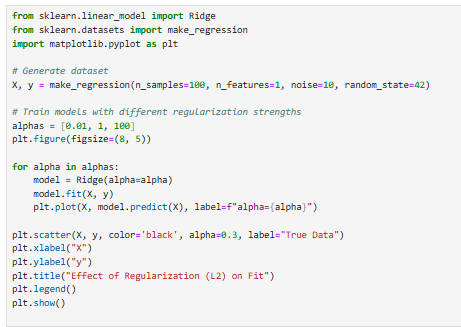 from sklearn.linear_model import Ridge
from sklearn.datasets import make_regression
import matplotlib.pyplot as plt
# Generate dataset
X, y = make_regression(n_samples=100, n_features=1, noise=10, random_state=42)
# Train models with different regularization strengths
alphas = [0.01, 1, 100]
plt.figure(figsize=(8, 5))
for alpha in alphas:
    model = Ridge(alpha=alpha)
    model.fit(X, y)
    plt.plot(X, model.predict(X), label=f"alpha={alpha}")
plt.scatter(X, y, color='black', alpha=0.3, label="True Data")
plt.xlabel("X")
plt.ylabel("y")
plt.title("Effect of Regularization (L2) on Fit")
plt.legend()
plt.show()